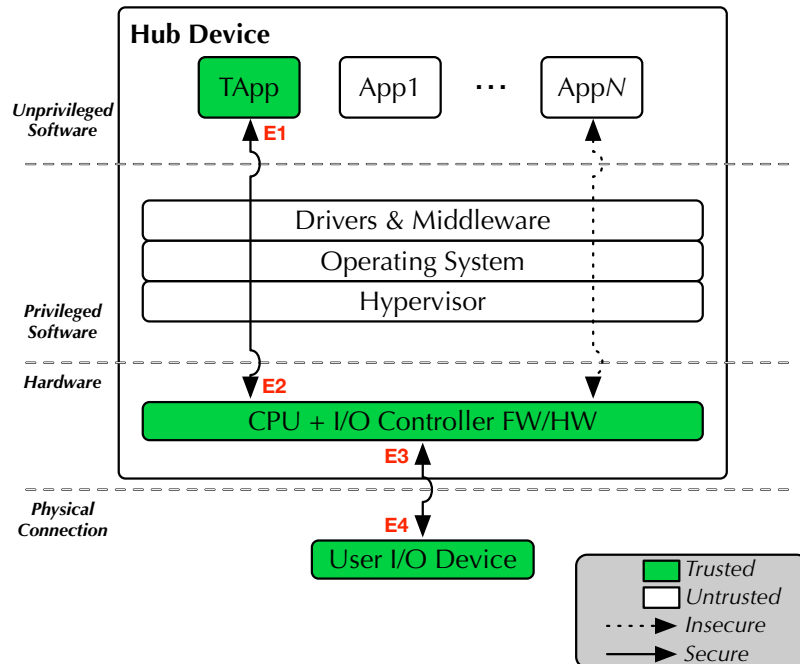 Hub Device
TApp
App1
...
AppN
Unprivileged
Software
E1
Drivers & Middleware
Operating System
Hypervisor
Privileged
Software
Hardware
E2
CPU + I/O Controller FW/HW
E3
Physical
Connection
E4
User I/O Device
Trusted
Untrusted
Insecure
Secure